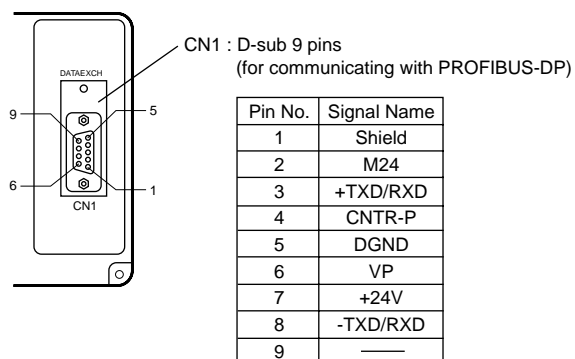 CN1 : D-sub 9 pins
(for communicating with PROFIBUS-DP)
DATAEXCH
9
5
6
1
CN1
Pin No. Signal Name
1 Shield
2 M24
3 +TXD/RXD
4 CNTR-P
5 DGND
6 VP
7 +24V
8 -TXD/RXD
9 ——